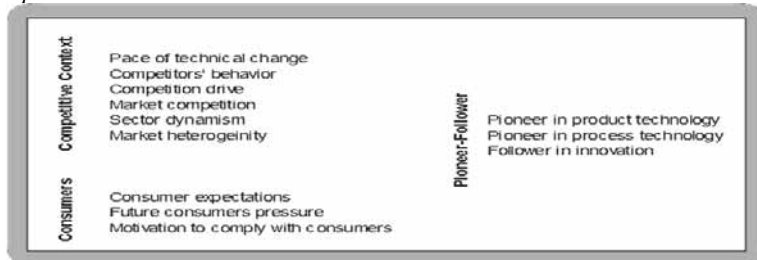 Competitive Context
Pace of technical change
Competitors' behavior
Competition drive
Market competition
Sector dynamism
Market heterogeinity
Consumers
Consumer expectations
Future consumers pressure
Motivation to comply with consumers
Pioneer-Follower
Pioneer in product technology
Pioneer in process technology
Follower in innovation